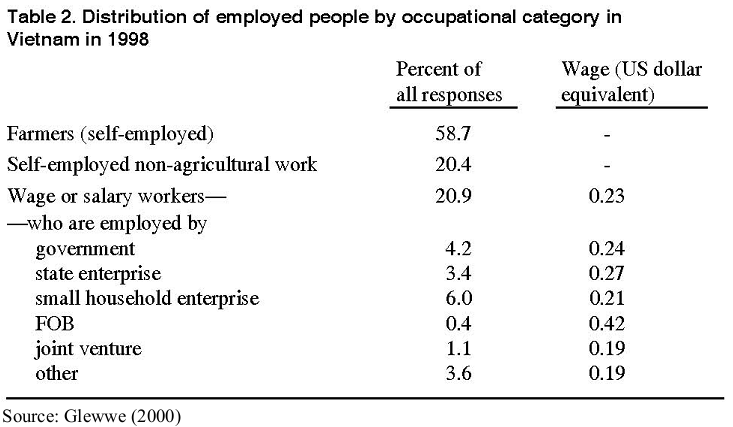 Table 2. Distribution of employed people by occupational category in
Vietnam in 1998
Percent of all responses Wage (US dollar equivalent)
Farmers (self-employed) 58.7 -
Self-employed non-agricultural work 20.4 -
Wage or salary workers— 20.9 0.23
—who are employed by
government 4.2 0.24
state enterprise 3.4 0.27
small household enterprise 6.0 0.21
FOB 0.4 0.42
joint venture 1.1 0.19
other 3.6 0.19
Source: Glewwe (2000)